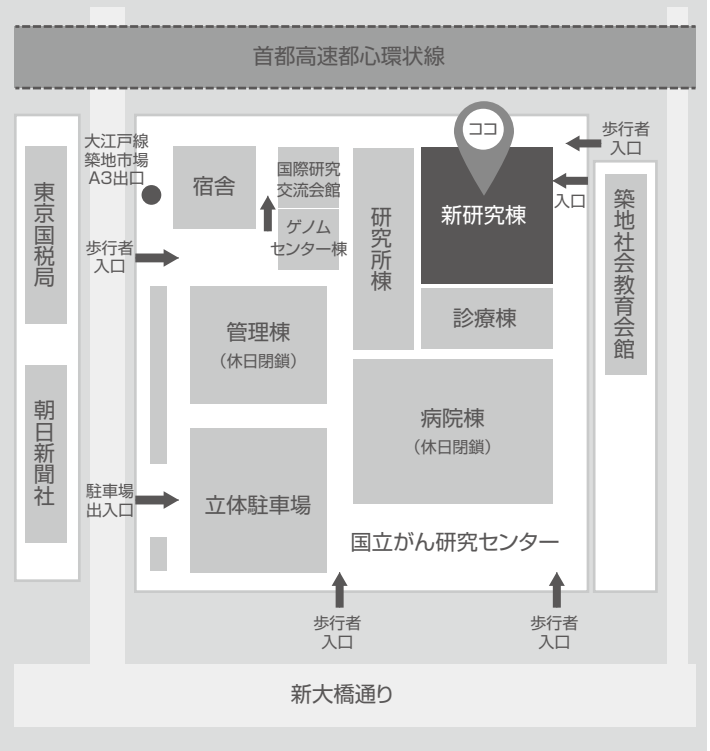 首都高速都心環状線
大江戸線
築地市場
A3出口
宿舎
国際研究
交流会館
ココ
歩行者
入口
東京国税局
ゲノム
センター棟
研究所棟
新研究棟
入口
築地社会教育会館
歩行者
入口
管理棟
(休日閉鎖)
診療棟
朝日新聞社
病院棟
(休日閉鎖)
駐車場
出入口
立体駐車場
国立がん研究センター
歩行者
入口
歩行者
入口
新大橋通り